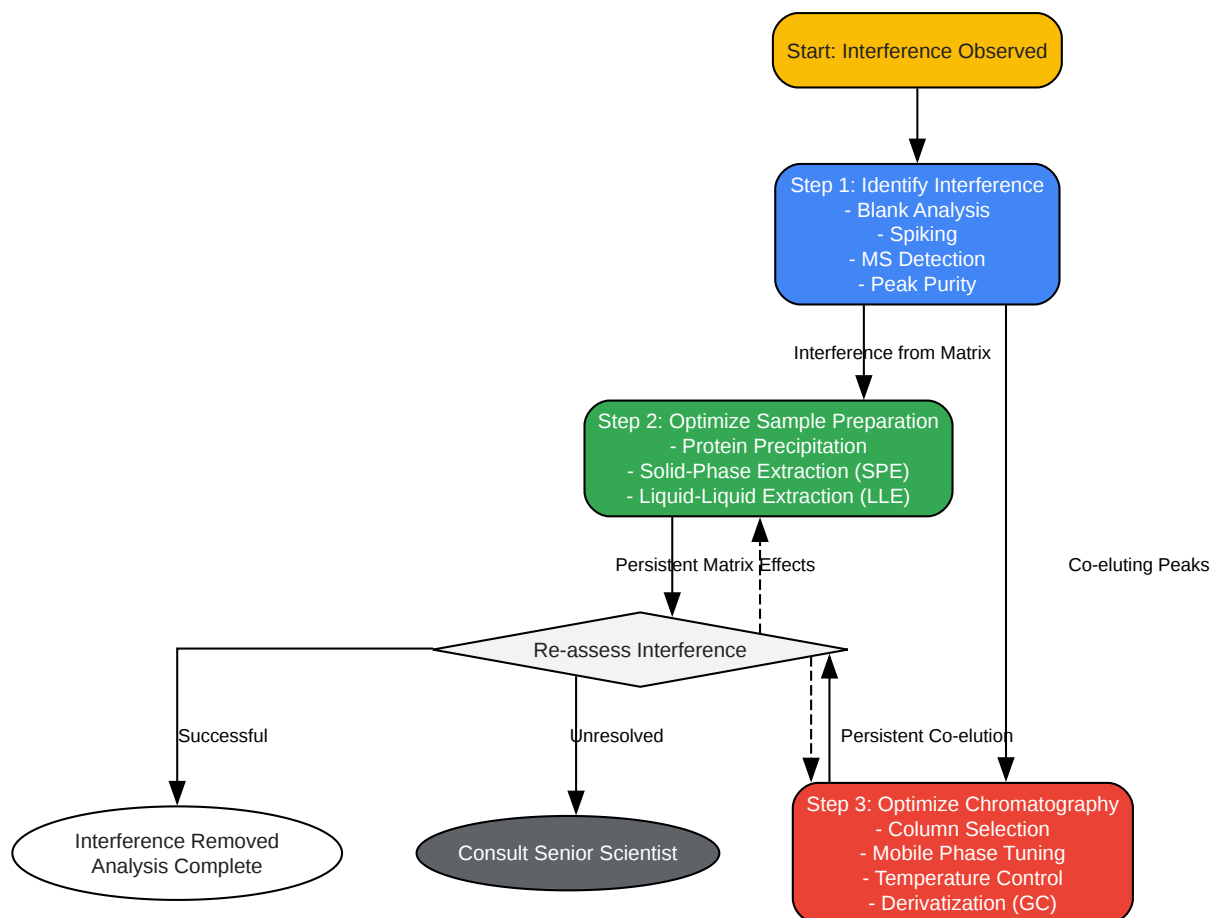 Start: Interference Observed
Step 1: Identify Interference
- Blank Analysis
- Spiking
- MS Detection
- Peak Purity
Interference from Matrix
Step 2: Optimize Sample Preparation
- Protein Precipitation
- Solid-Phase Extraction (SPE)
- Liquid-Liquid Extraction (LLE)
Persistent Matrix Effects
Co-eluting Peaks
Re-assess Interference
Successful
Unresolved
Persistent Co-elution
Interference Removed
Analysis Complete
Consult Senior Scientist
Step 3: Optimize Chromatography
- Column Selection
- Mobile Phase Tuning
- Temperature Control
- Derivatization (GC)